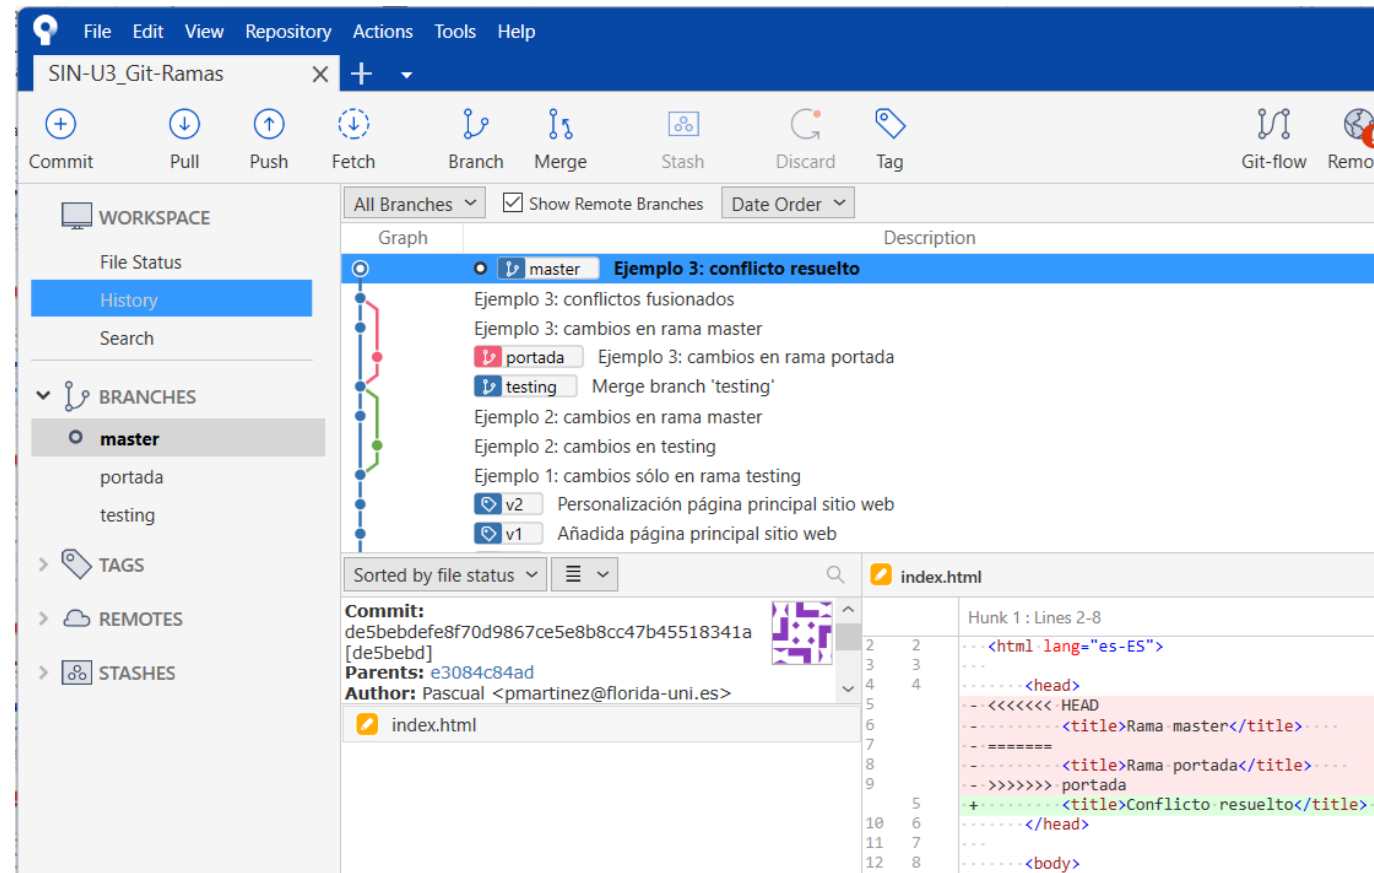 File Edit View Repository Actions Tools Help
SIN-U3_Git-Ramas
Commit Pull Push Fetch Branch Merge Stash Discard Tag Git-flow Remo
WORKSPACE
File Status
History
Search
BRANCHES
master
portada
testing
TAGS
REMOTES
STASHES
All Branches Show Remote Branches Date Order
Graph Description
master Ejemplo 3: conflicto resuelto
Ejemplo 3: conflictos fusionados
Ejemplo 3: cambios en rama master
portada Ejemplo 3: cambios en rama portada
testing Merge branch 'testing'
Ejemplo 2: cambios en rama master
Ejemplo 2: cambios en testing
Ejemplo 1: cambios sólo en rama testing
v2 Personalización página principal sitio web
v1 Añadida página principal sitio web
Sorted by file status
Commit:
de5bebdefe8f70d9867ce5e8b8cc47b45518341a
[de5bebd]
Parents: e3084c84ad
Author: Pascual <pmartinez@florida-uni.es>
index.html
index.html
Hunk 1 : Lines 2-8
2 2 <html lang="es-ES">
3 3
4 4 <head>
5 - <<<<<<< HEAD
6 - <title>Rama master</title>
7 - =======
8 - <title>Rama portada</title>
9 - >>>>>>> portada
5 + <title>Conflicto resuelto</title>
10 6 </head>
11 7
12 8 <body>